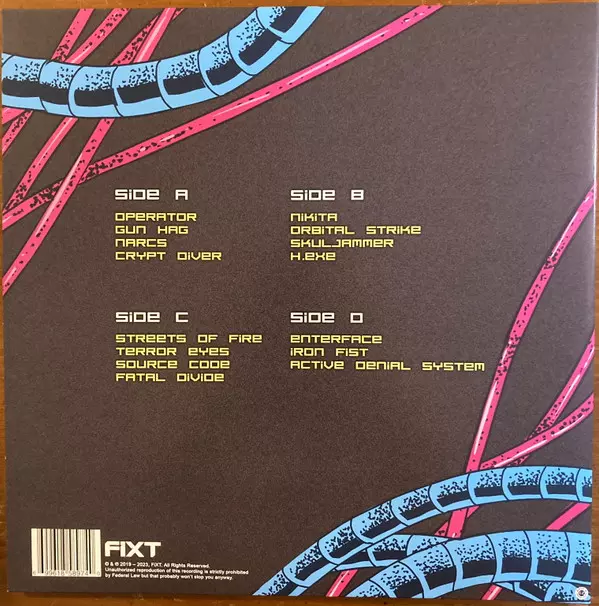 SIDE A
OPERATOR
GUN HAG
NARCS
CRYPT DIVER
SIDE B
NIKITA
ORBITAL STRIKE
SKULJAMMER
H.EXE
SIDE C
STREETS OF FIRE
TERROR EYES
SOURCE CODE
FATAL DIVIDE
SIDE D
ENTERFACE
IRON FIST
ACTIVE DENIAL SYSTEM
FIXT
℗ & © 2019 – 2023, FIXT. All Rights Reserved.
Unauthorized reproduction of this recording is strictly prohibited
by Federal Law but that probably won't stop you anyway.